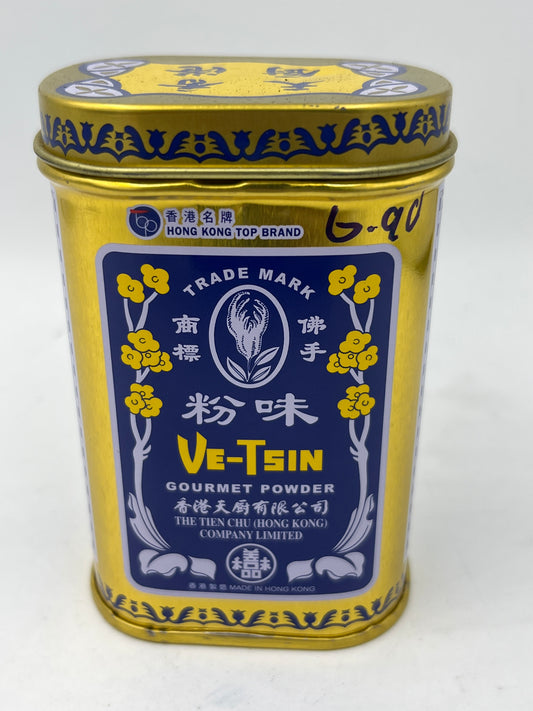 香港名牌
HONG KONG TOP BRAND
6.90
TRADE MARK
商標
佛手
粉味
VE-TSIN
GOURMET POWDER
香港天厨有限公司
THE TIEN CHU (HONG KONG)
COMPANY LIMITED
香港製造 MADE IN HONG KONG